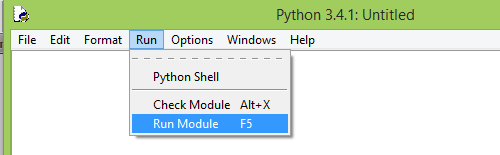 Python 3.4.1: Untitled
File Edit Format Run Options Windows Help
Python Shell
Check Module Alt+X
Run Module F5